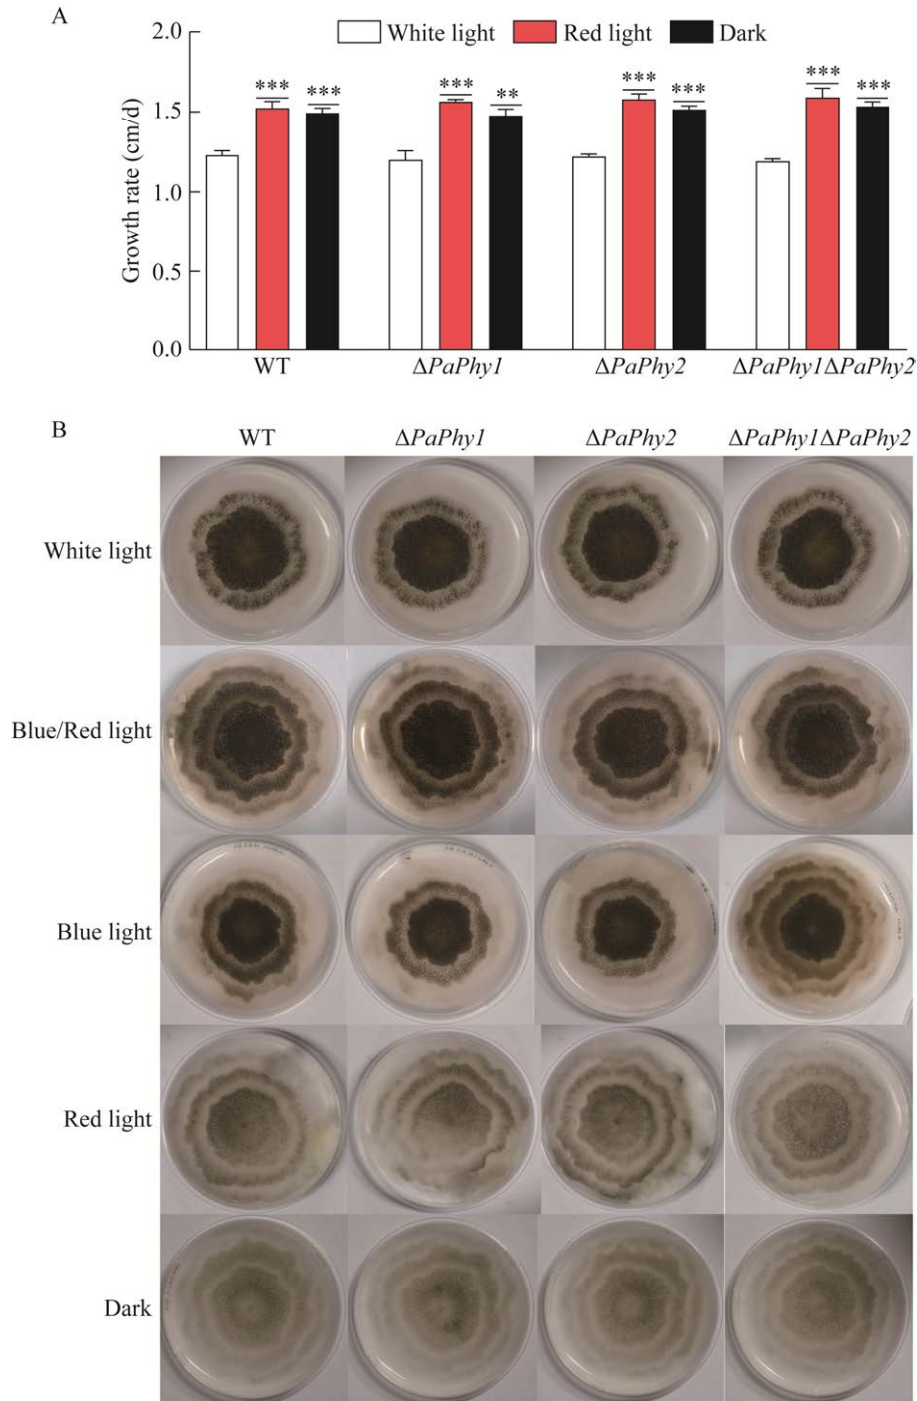 A
2.0
White light
Red light
Dark
***
***
***
**
***
***
***
***
1.5
1.0
0.5
0.0
Growth rate (cm/d)
WT
ΔPaPhy1
ΔPaPhy2
ΔPaPhy1ΔPaPhy2
B
WT
ΔPaPhy1
ΔPaPhy2
ΔPaPhy1ΔPaPhy2
White light
Blue/Red light
Blue light
Red light
Dark